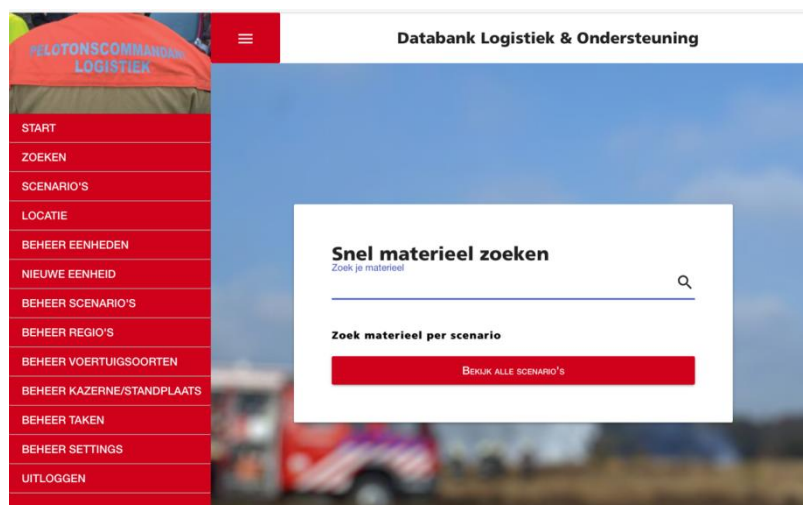 PELOTONSCOMMANDANT
LOGISTIEK
START
ZOEKEN
SCENARIO'S
LOCATIE
BEHEER EENHEDEN
NIEUWE EENHEID
BEHEER SCENARIO'S
BEHEER REGIO'S
BEHEER VOERTUIGSOORTEN
BEHEER KAZERNE/STANDPLAATS
BEHEER TAKEN
BEHEER SETTINGS
UITLOGGEN
Databank Logistiek & Ondersteuning
Snel materieel zoeken
Zoek je materieel
Zoek materieel per scenario
Bekijk alle scenario's